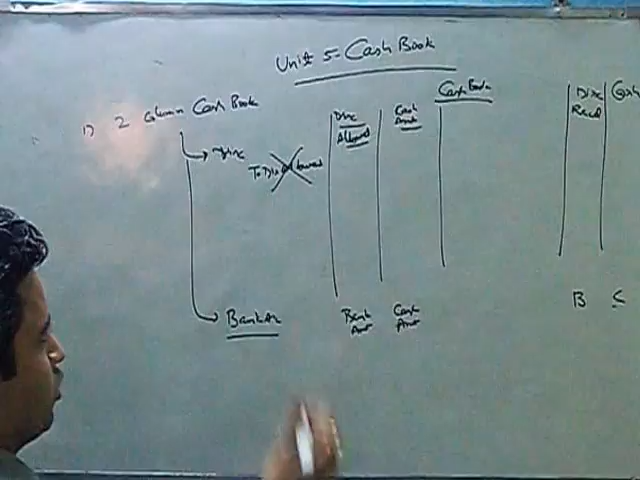 Unit 5- Cash Book
1) 2 Column Cash Book
Cash Book
Disc
Allowed
Cash
Amt
Disc
Recd
Cash
Disc
To Disc Allowed
Bank A/c
Bank
Amt
Cash
Amt
B
C